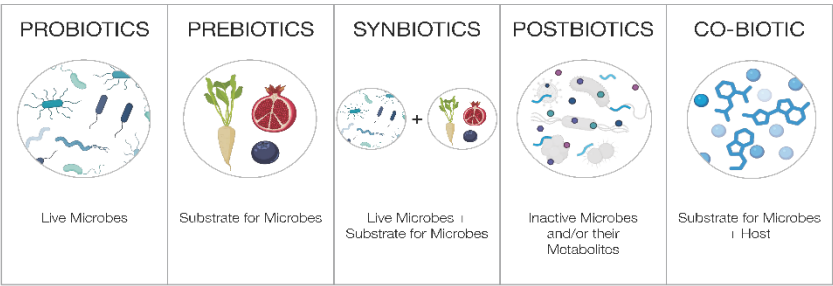 PROBIOTICS
PREBIOTICS
SYNBIOTICS
POSTBIOTICS
CO-BIOTIC
+
Live Microbes
Substrate for Microbes
Live Microbes +
Substrate for Microbes
Inactive Microbes
and/or their
Metabolites
Substrate for Microbes
+ Host